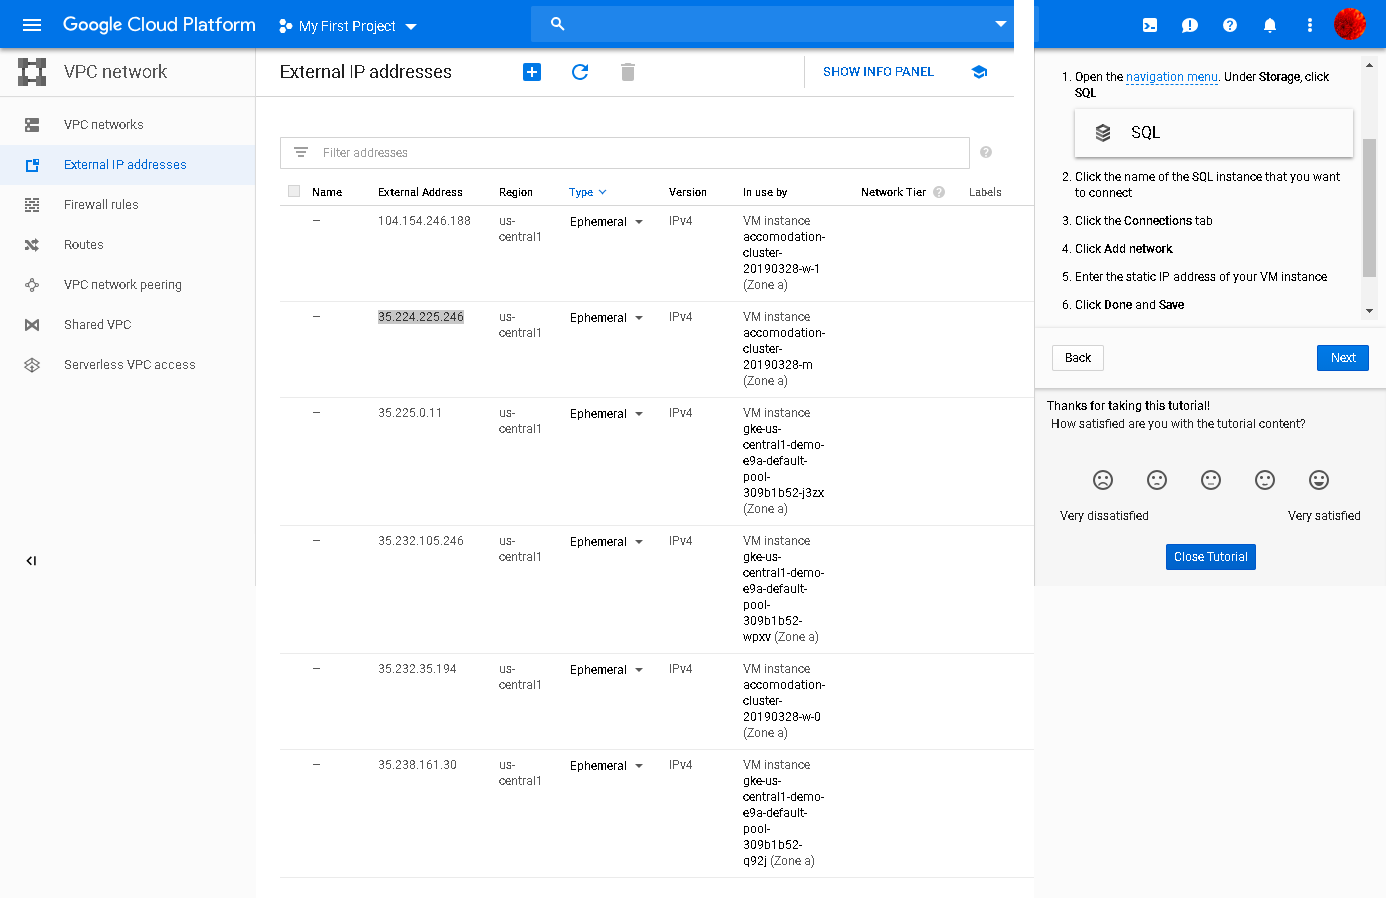 Google Cloud Platform
My First Project
VPC network
VPC networks
External IP addresses
Firewall rules
Routes
VPC network peering
Shared VPC
Serverless VPC access
External IP addresses
SHOW INFO PANEL
Filter addresses
Name External Address Region Type Version In use by Network Tier Labels
— 104.154.246.188 us- Ephemeral IPv4 VM instance
central1 accomodation-
cluster-
20190328-w-1
(Zone a)
— 35.224.225.246 us- Ephemeral IPv4 VM instance
central1 accomodation-
cluster-
20190328-m
(Zone a)
— 35.225.0.11 us- Ephemeral IPv4 VM instance
central1 gke-us-
central1-demo-
e9a-default-
pool-
309b1b52-j3zx
(Zone a)
— 35.232.105.246 us- Ephemeral IPv4 VM instance
central1 gke-us-
central1-demo-
e9a-default-
pool-
309b1b52-
wpxv (Zone a)
— 35.232.35.194 us- Ephemeral IPv4 VM instance
central1 accomodation-
cluster-
20190328-w-0
(Zone a)
— 35.238.161.30 us- Ephemeral IPv4 VM instance
central1 gke-us-
central1-demo-
e9a-default-
pool-
309b1b52-
q92j (Zone a)
1. Open the navigation menu. Under Storage, click
SQL
SQL
2. Click the name of the SQL instance that you want
to connect
3. Click the Connections tab
4. Click Add network
5. Enter the static IP address of your VM instance
6. Click Done and Save
Back Next
Thanks for taking this tutorial!
How satisfied are you with the tutorial content?
Very dissatisfied Very satisfied
Close Tutorial